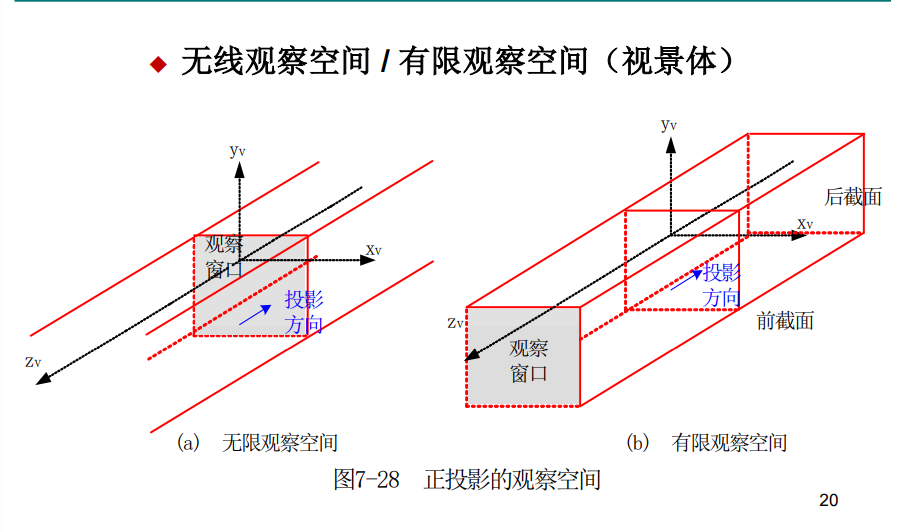 ◆ 无线观察空间 / 有限观察空间（视景体）
yv
观察
窗口
xv
投影
方向
zv
(a) 无限观察空间
yv
后截面
xv
投影
方向
前截面
zv
观察
窗口
(b) 有限观察空间
图7-28 正投影的观察空间
20